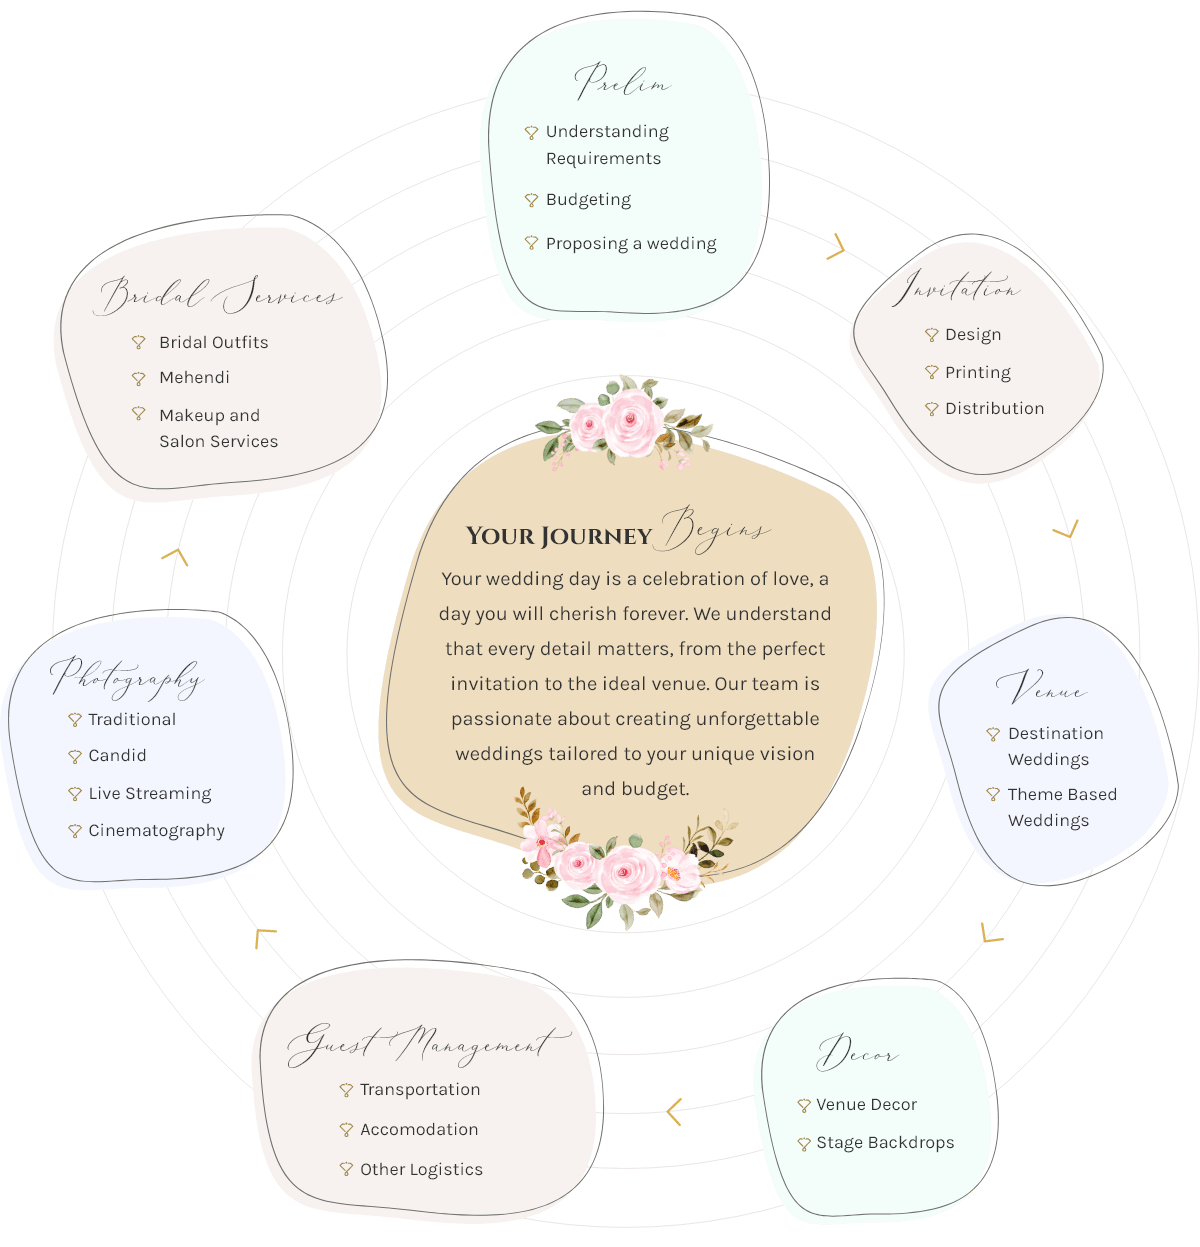 Prelim
Understanding
Requirements
Budgeting
Proposing a wedding
Invitation
Design
Printing
Distribution
Venue
Destination
Weddings
Theme Based
Weddings
Decor
Venue Decor
Stage Backdrops
Guest Management
Transportation
Accomodation
Other Logistics
Photography
Traditional
Candid
Live Streaming
Cinematography
Bridal Services
Bridal Outfits
Mehendi
Makeup and
Salon Services
Your Journey Begins
Your wedding day is a celebration of love, a
day you will cherish forever. We understand
that every detail matters, from the perfect
invitation to the ideal venue. Our team is
passionate about creating unforgettable
weddings tailored to your unique vision
and budget.